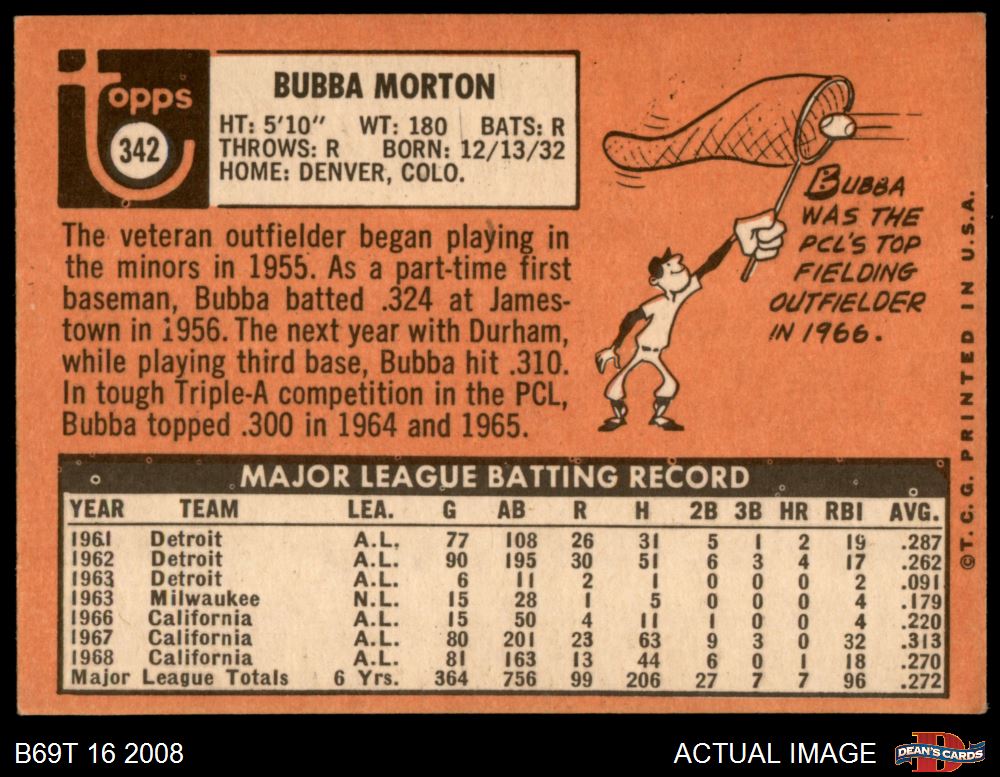 Topps
342
BUBBA MORTON
HT: 5'10" WT: 180 BATS: R
THROWS: R BORN: 12/13/32
HOME: DENVER, COLO.
The veteran outfielder began playing in
the minors in 1955. As a part-time first
baseman, Bubba batted .324 at James-
town in 1956. The next year with Durham,
while playing third base, Bubba hit .310.
In tough Triple-A competition in the PCL,
Bubba topped .300 in 1964 and 1965.
BUBBA
WAS THE
PCL'S TOP
FIELDING
OUTFIELDER
IN 1966.
MAJOR LEAGUE BATTING RECORD
YEAR TEAM LEA. G AB R H 2B 3B HR RBI AVG.
1961 Detroit A.L. 77 108 26 31 5 1 2 19 .287
1962 Detroit A.L. 90 195 30 51 6 3 4 17 .262
1963 Detroit A.L. 6 11 2 1 0 0 0 2 .091
1963 Milwaukee N.L. 15 28 1 5 0 0 0 4 .179
1966 California A.L. 15 50 4 11 1 0 0 4 .220
1967 California A.L. 80 201 23 63 9 3 0 32 .313
1968 California A.L. 81 163 13 44 6 0 1 18 .270
Major League Totals 6 Yrs. 364 756 99 206 27 7 7 96 .272
© T. C. G. PRINTED IN U.S.A.
B69T 16 2008
ACTUAL IMAGE
DEAN'S CARDS